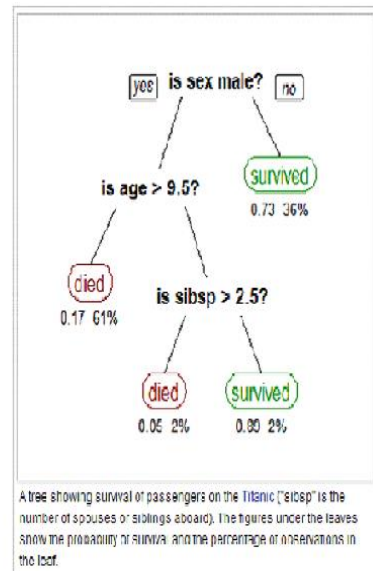 yes is sex male? no
is age > 9.5?
survived
0.73 36%
died
0.17 61%
is sibsp > 2.5?
died survived
0.05 2% 0.89 2%
A tree showing survival of passengers on the Titanic ("sibsp" is the
number of spouses or siblings aboard). The figures under the leaves
show the probability of survival and the percentage of observations in
the leaf.